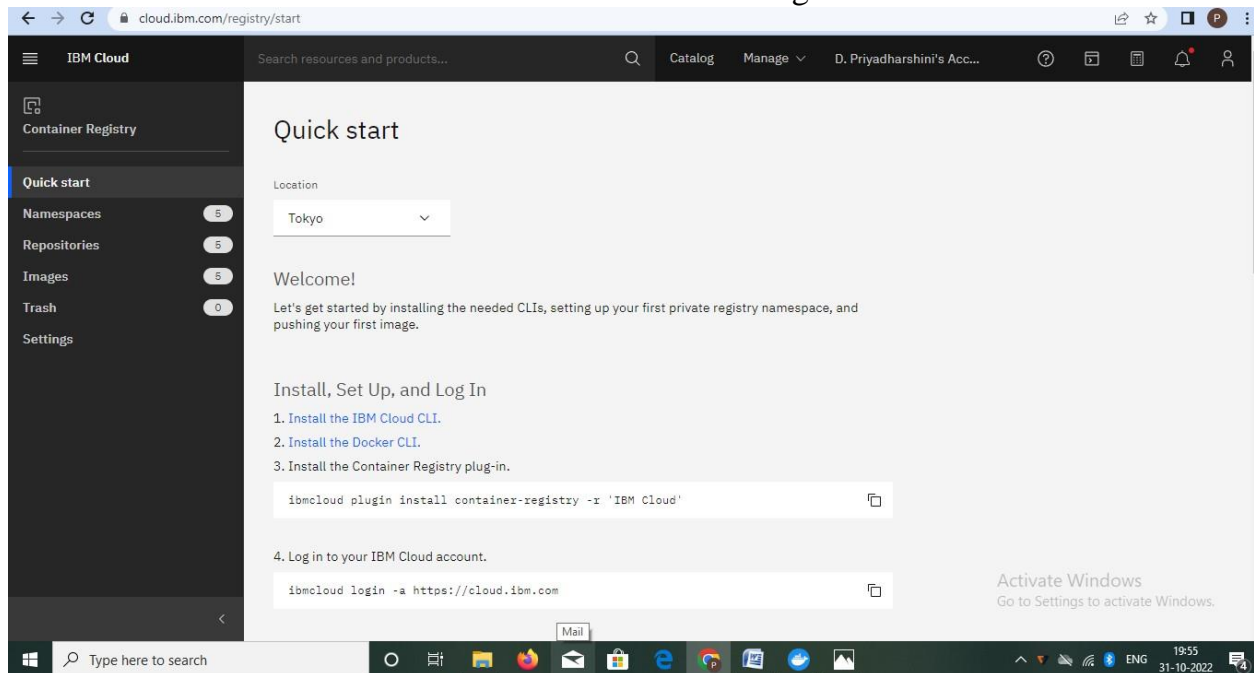 cloud.ibm.com/registry/start
P
IBM Cloud
Search resources and products...
Catalog
Manage
D. Priyadharshini's Acc...
Container Registry
Quick start
Namespaces 5
Repositories 5
Images 5
Trash 0
Settings
Quick start
Location
Tokyo
Welcome!
Let's get started by installing the needed CLIs, setting up your first private registry namespace, and
pushing your first image.
Install, Set Up, and Log In
1. Install the IBM Cloud CLI.
2. Install the Docker CLI.
3. Install the Container Registry plug-in.
ibmcloud plugin install container-registry -r 'IBM Cloud'
4. Log in to your IBM Cloud account.
ibmcloud login -a https://cloud.ibm.com
Activate Windows
Go to Settings to activate Windows.
Mail
Type here to search
ENG
19:55
31-10-2022
4